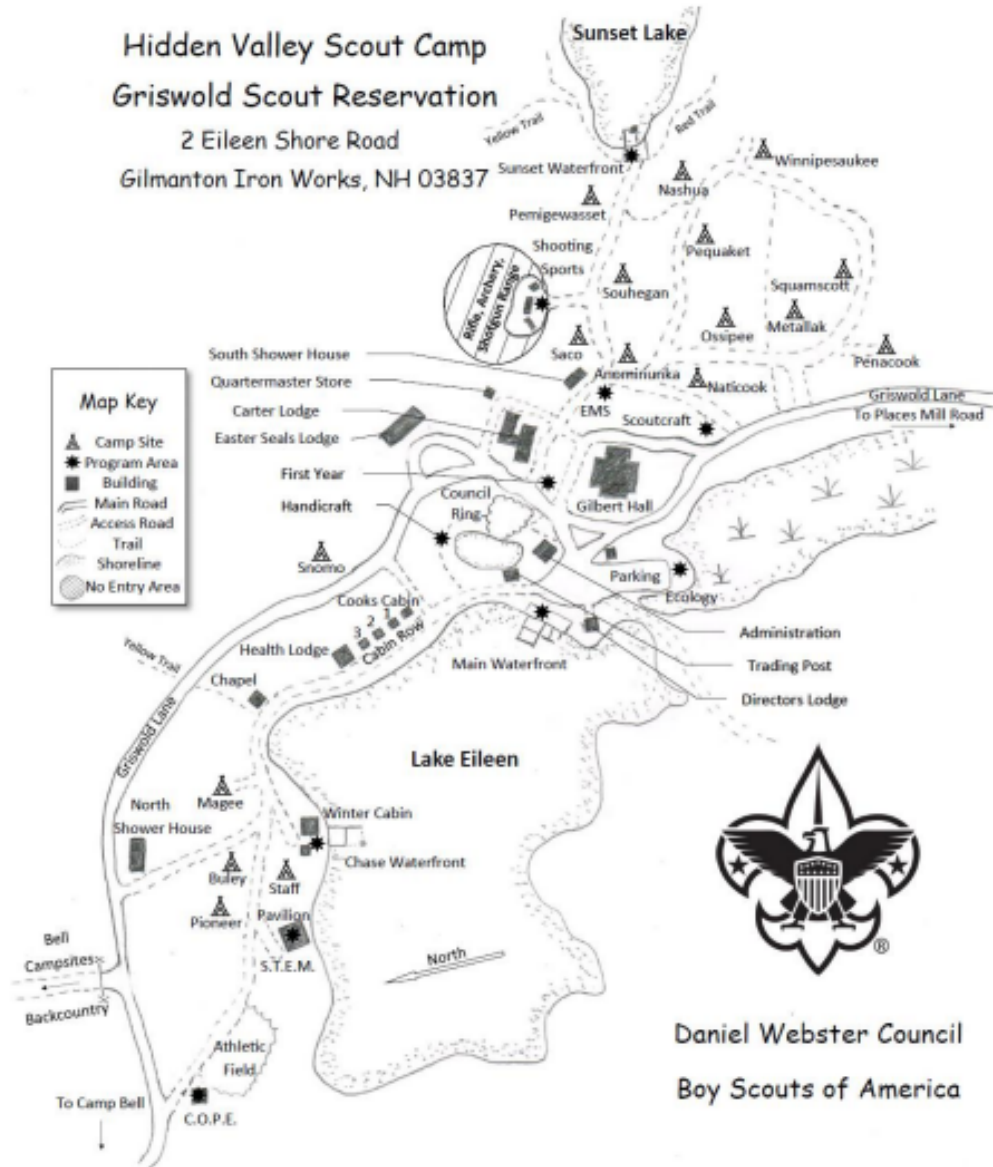 Hidden Valley Scout Camp
Griswold Scout Reservation
2 Eileen Shore Road
Gilmanton Iron Works, NH 03837
Sunset Lake
Yellow Trail
Red Trail
Sunset Waterfront
Winnipesaukee
Nashua
Pemigewasset
Pequaket
Shooting
Sports
Rifle, Archery,
Shotgun Range
Souhegan
Squamscott
Metallak
Ossipee
Saco
Penacook
South Shower House
Anominunka
Naticook
Quartermaster Store
EMS
Griswold Lane
To Places Mill Road
Carter Lodge
Scoutcraft
Easter Seals Lodge
Map Key
Camp Site
Program Area
Building
Main Road
Access Road
Trail
Shoreline
No Entry Area
First Year
Gilbert Hall
Council
Ring
Handicraft
Snomo
Parking
Ecology
Cooks Cabin
1
2
3
Cabin Row
Health Lodge
Administration
Main Waterfront
Trading Post
Directors Lodge
Yellow Trail
Chapel
Griswold Lane
Lake Eileen
Magee
North
Shower House
Winter Cabin
Chase Waterfront
Buley
Staff
Pioneer
Pavilion
S.T.E.M.
North
Bell
Campsites
Backcountry
Athletic
Field
To Camp Bell
C.O.P.E.
®
Daniel Webster Council
Boy Scouts of America